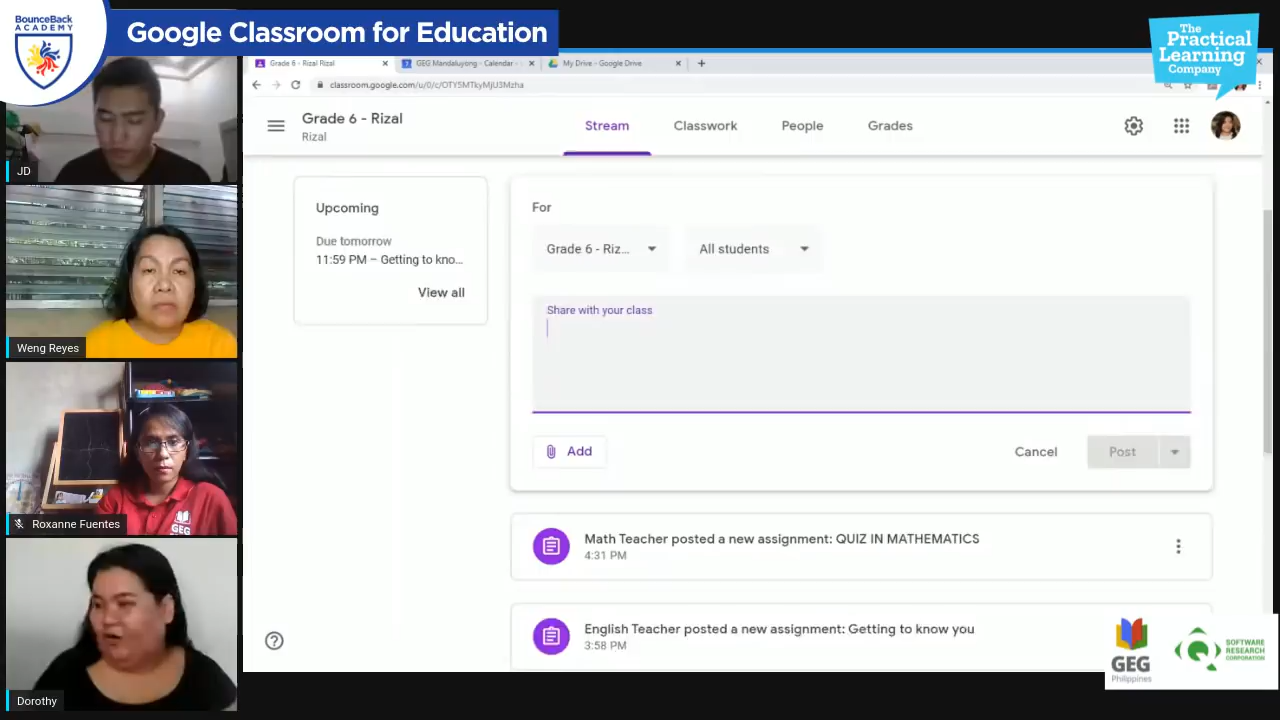 BounceBack
ACADEMY
Google Classroom for Education
The
Practical
Learning
Company
Grade 6 - Rizal Rizal
GEG Mandaluyong - Calendar -
My Drive - Google Drive
classroom.google.com/u/0/c/OTY5MTkyMjU3Mzha
Grade 6 - Rizal
Rizal
Stream
Classwork
People
Grades
JD
Weng Reyes
Roxanne Fuentes
GEG
Dorothy
Upcoming
Due tomorrow
11:59 PM – Getting to kno...
View all
For
Grade 6 - Riz...
All students
Share with your class
Add
Cancel
Post
Math Teacher posted a new assignment: QUIZ IN MATHEMATICS
4:31 PM
English Teacher posted a new assignment: Getting to know you
3:58 PM
GEG
Philippines
SOFTWARE
RESEARCH
CORPORATION